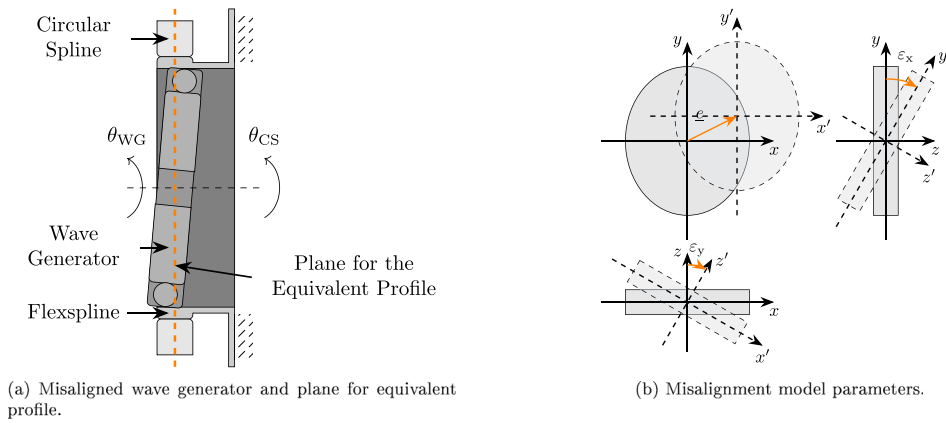 Circular
Spline
θWG
θCS
Wave
Generator
Plane for the
Equivalent Profile
Flexspline
(a) Misaligned wave generator and plane for equivalent
profile.
y′
y
e
x′
x
y
εx
y
z
z′
z
εy
z′
x
x′
(b) Misalignment model parameters.